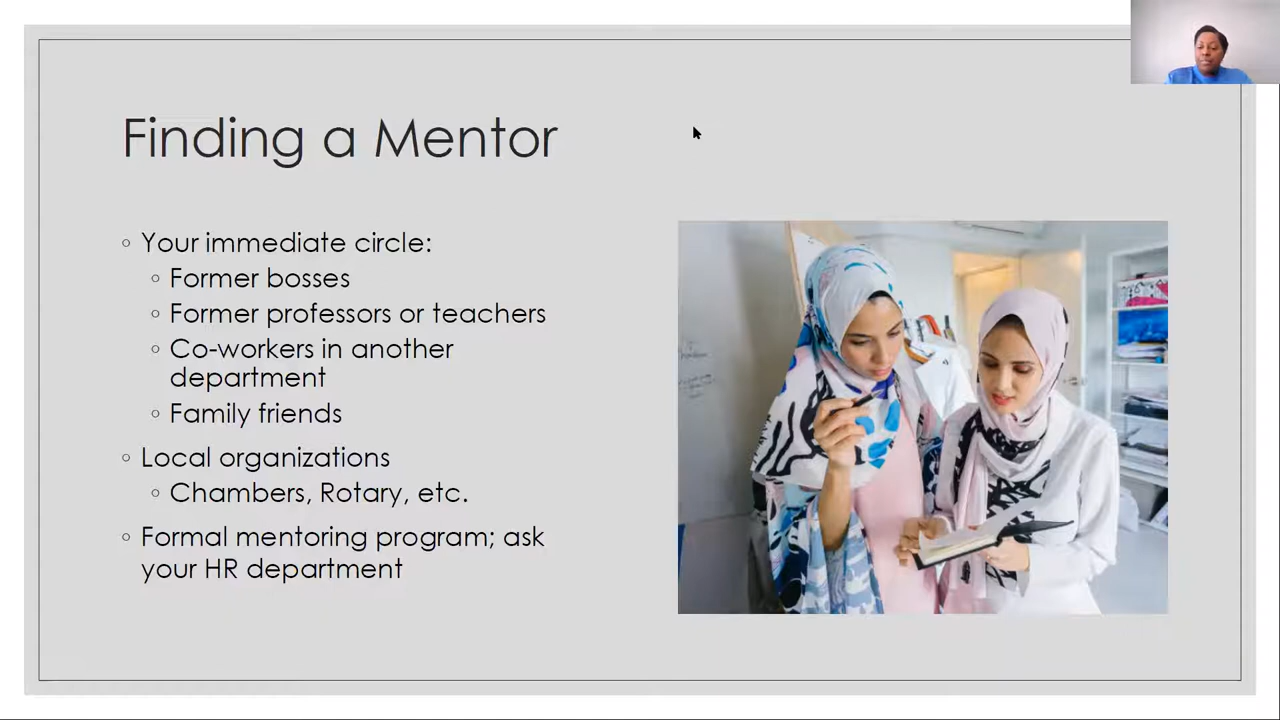 Finding a Mentor
◦ Your immediate circle:
◦ Former bosses
◦ Former professors or teachers
◦ Co-workers in another
department
◦ Family friends
◦ Local organizations
◦ Chambers, Rotary, etc.
◦ Formal mentoring program; ask
your HR department